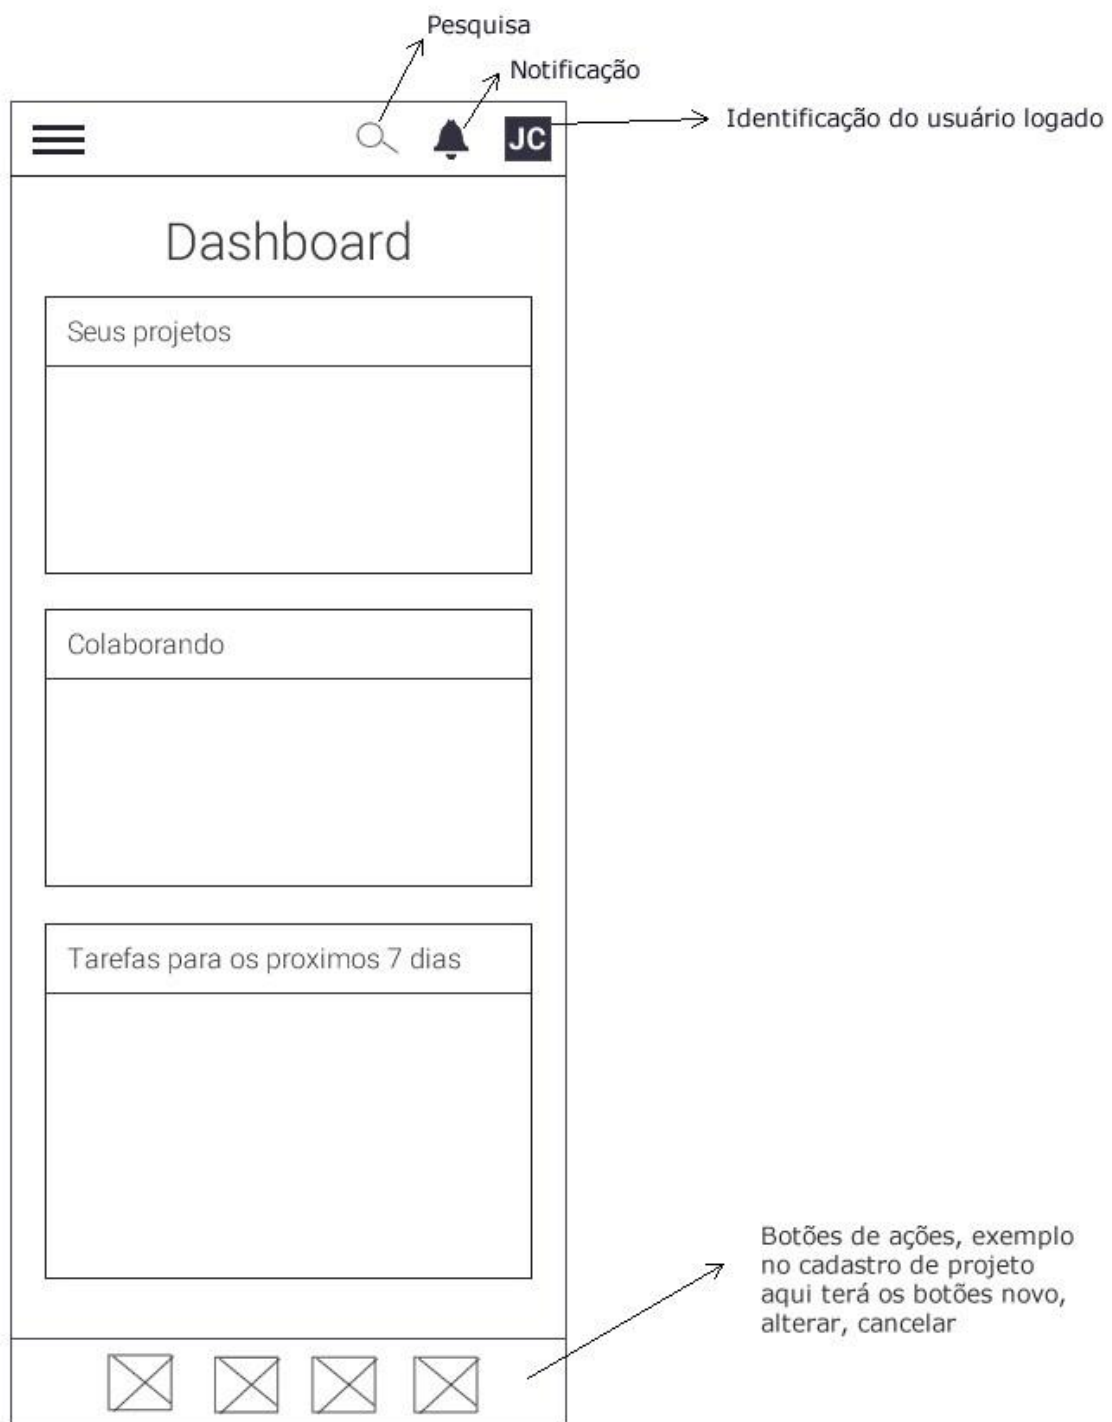 Pesquisa
Notificação
Identificação do usuário logado
JC
Dashboard
Seus projetos
Colaborando
Tarefas para os proximos 7 dias
Botões de ações, exemplo
no cadastro de projeto
aqui terá os botões novo,
alterar, cancelar